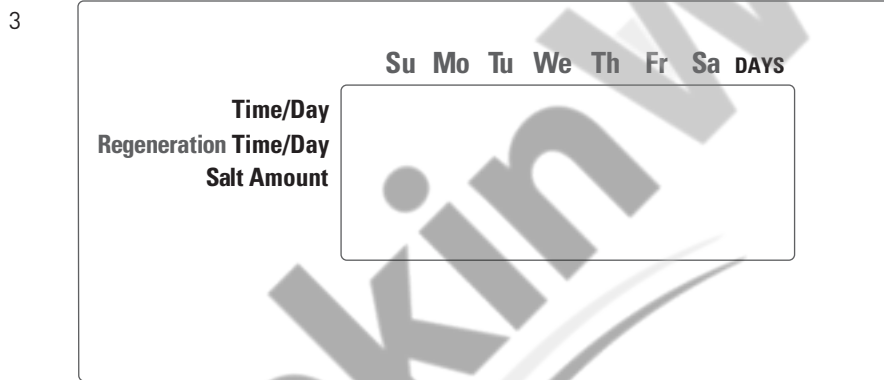 3
Su Mo Tu We Th Fr Sa DAYS
Time/Day
Regeneration Time/Day
Salt Amount